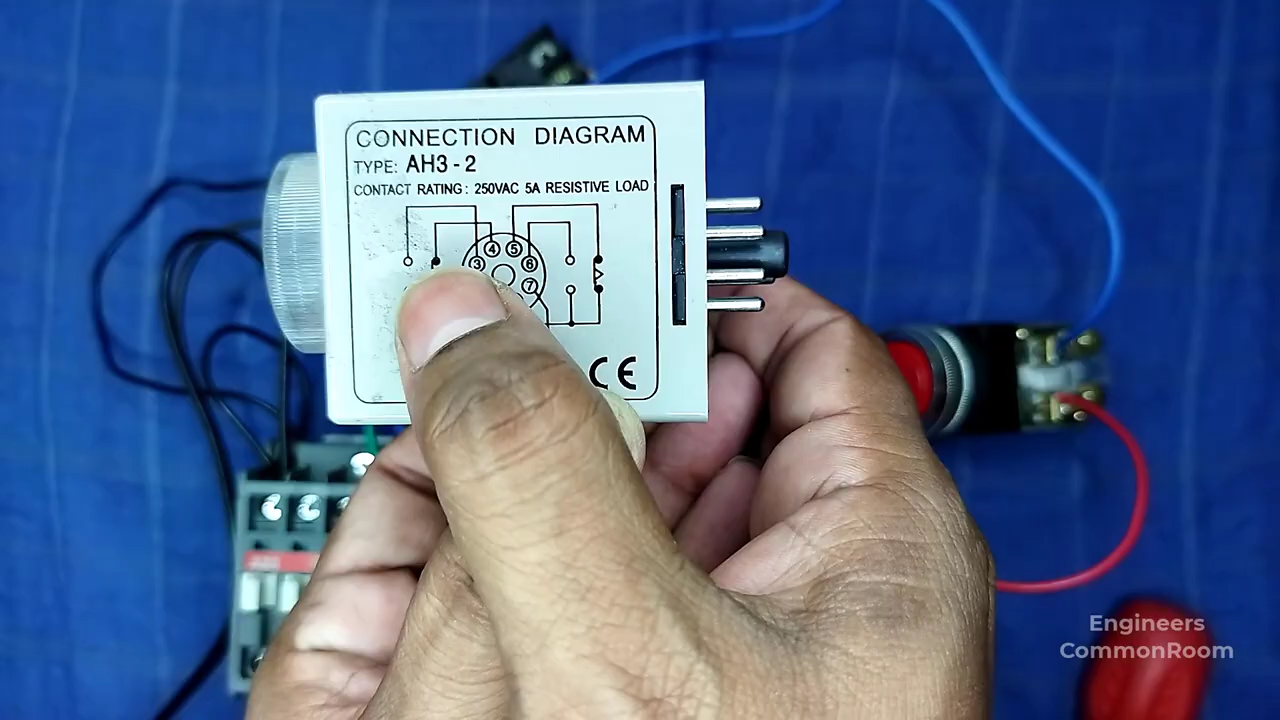 CONNECTION DIAGRAM
TYPE: AH3 - 2
CONTACT RATING : 250VAC 5A RESISTIVE LOAD
4 5
3 6
7
CE
Engineers
CommonRoom